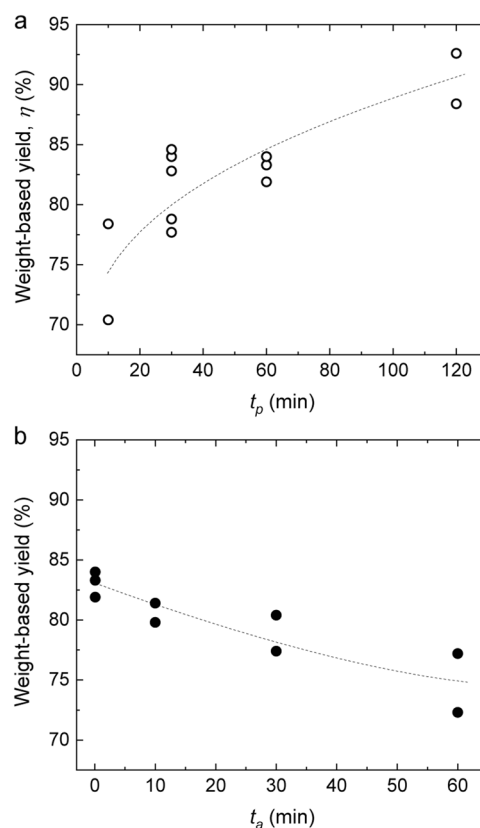 a
95
90
85
80
75
70
Weight-based yield, η (%)
0 20 40 60 80 100 120
t_p (min)
b
95
90
85
80
75
70
Weight-based yield (%)
0 10 20 30 40 50 60
t_a (min)